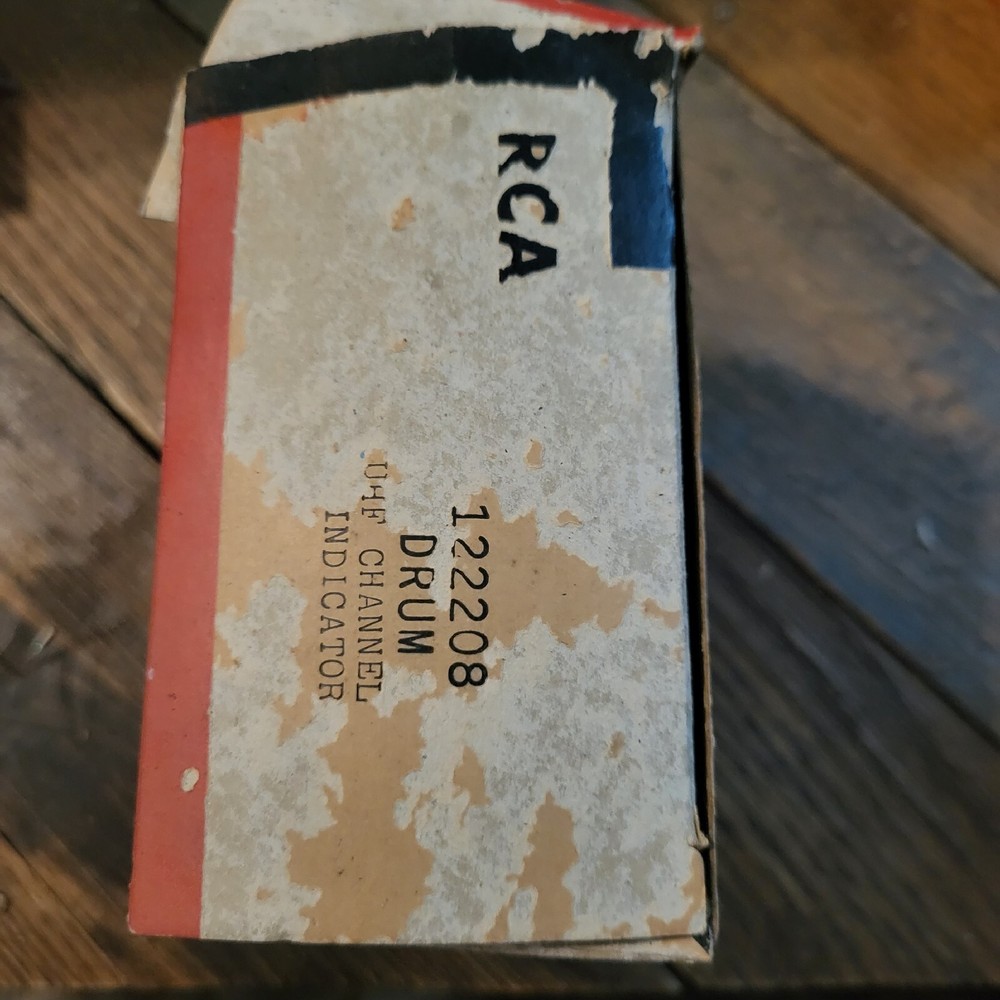 RCA
122208
DRUM
UHF CHANNEL
INDICATOR